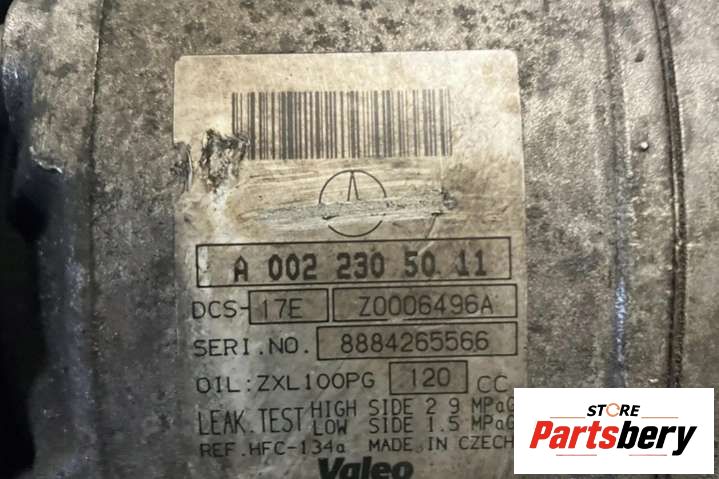 A 002 230 50 11
DCS-17E Z0006496A
SERI.NO. 8884265566
OIL:ZXL100PG 120 CC
LEAK.TEST HIGH SIDE 2 9 MPaG
LOW SIDE 1.5 MPaG
REF.HFC-134a MADE IN CZECH
Valeo
STORE
Partsbery